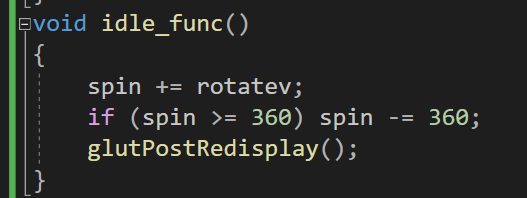 void idle_func()
{
spin += rotatev;
if (spin >= 360) spin -= 360;
glutPostRedisplay();
}